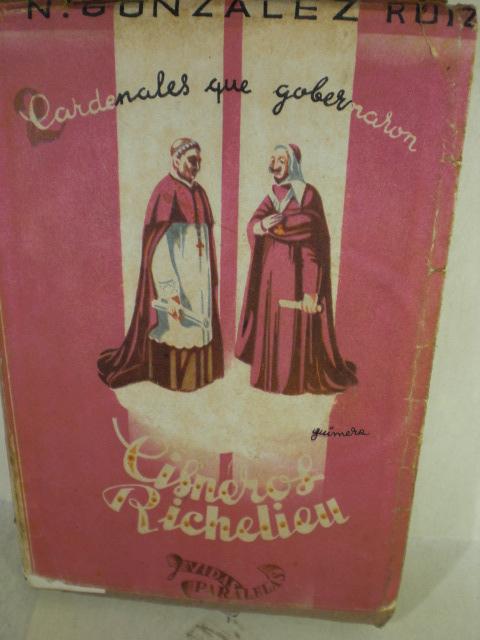 N. GONZALEZ RUIZ
Cardenales que gobernaron
guimera
Cisneros
Richelieu
VIDAS
PARALELAS